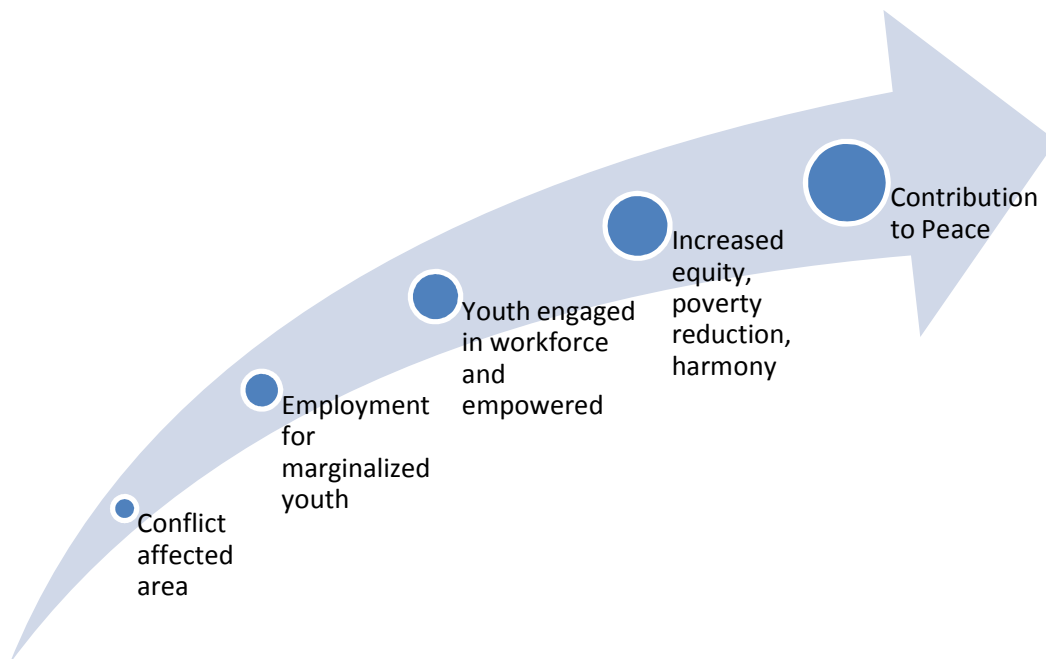 Conflict
affected
area
Employment
for
marginalized
youth
Youth engaged
in workforce
and
empowered
Increased
equity,
poverty
reduction,
harmony
Contribution
to Peace